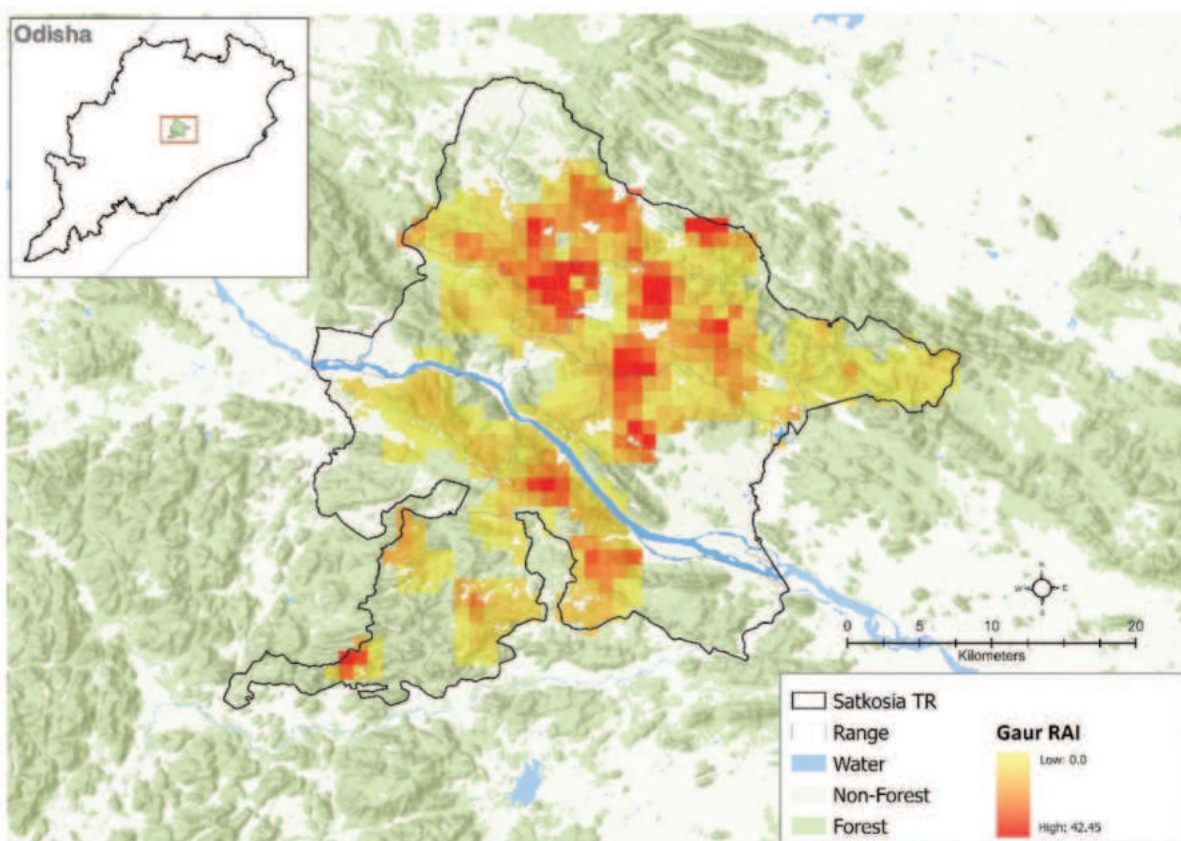 Odisha
N
W
E
S
0
5
10
20
Kilometers
Satkosia TR
Range
Water
Non-Forest
Forest
Gaur RAI
Low: 0.0
High: 42.45